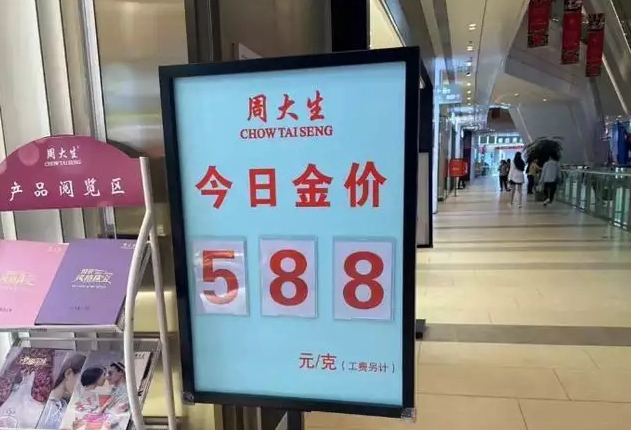 周大生
CHOW TAI SENG
今日金价
588
元/克（工费另计）
周大生
CHOW TAI SENG
产品阅览区